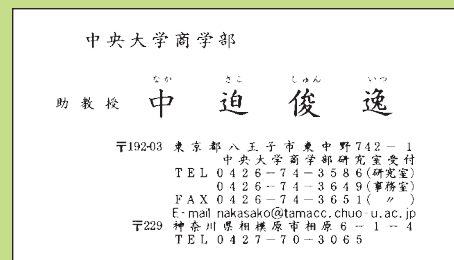 中央大学商学部
なか さこ しゅん いつ
助教授 中迫俊逸
〒192-03 東京都八王子市東中野742－1
中央大学商学部研究室受付
TEL 0426－74－3586(研究室)
0426－74－3649(事務室)
FAX 0426－74－3651(〃)
E-mail nakasako@tamacc.chuo-u.ac.jp
〒229 神奈川県相模原市相原6－1－4
TEL 0427－70－3065